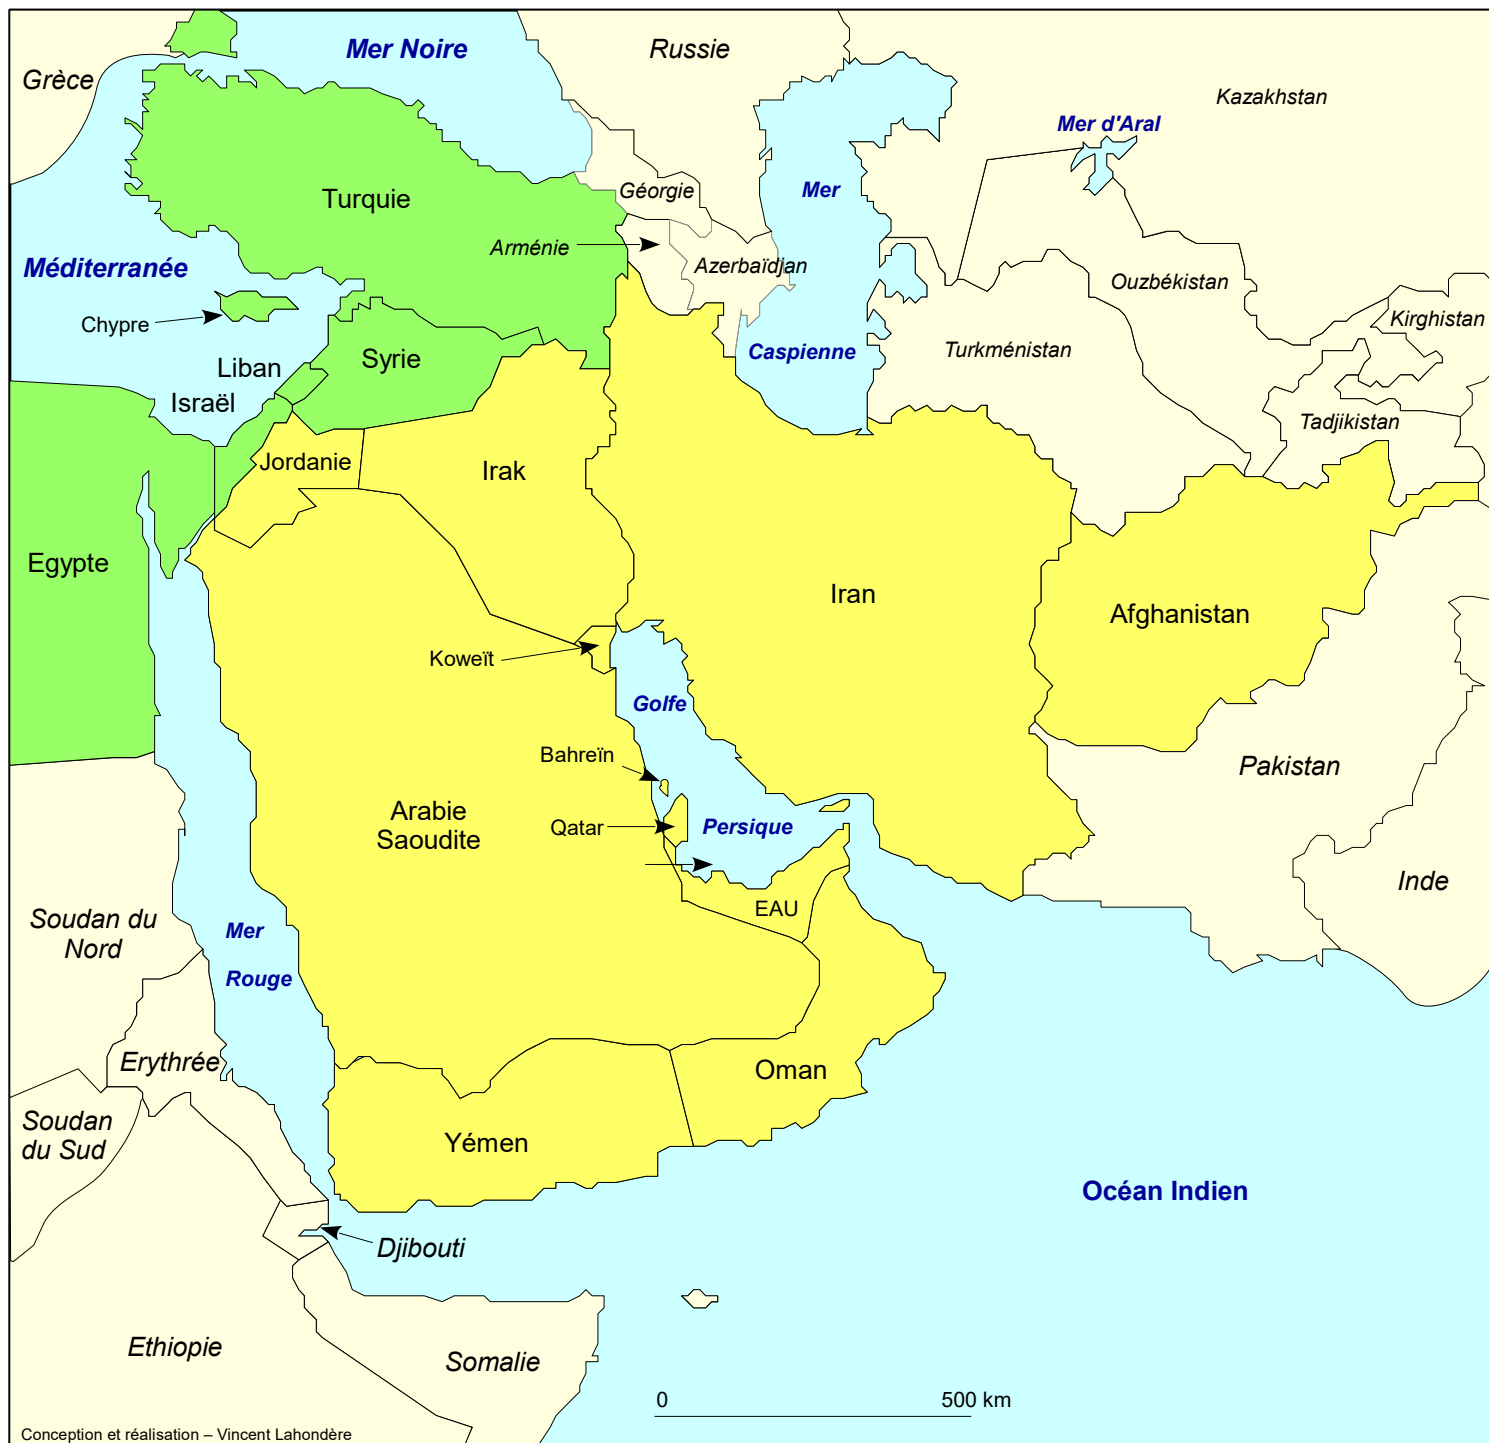 Mer Noire
Russie
Grèce
Kazakhstan
Mer d'Aral
Turquie
Géorgie
Mer
Arménie
Azerbaïdjan
Méditerranée
Ouzbékistan
Chypre
Kirghistan
Caspienne
Turkménistan
Syrie
Liban
Israël
Tadjikistan
Jordanie
Irak
Egypte
Iran
Afghanistan
Koweït
Golfe
Bahreïn
Pakistan
Arabie
Saoudite
Qatar
Persique
Inde
EAU
Soudan du
Nord
Mer
Rouge
Erythrée
Oman
Soudan
du Sud
Yémen
Océan Indien
Djibouti
Ethiopie
Somalie
0 500 km
Conception et réalisation – Vincent Lahondère